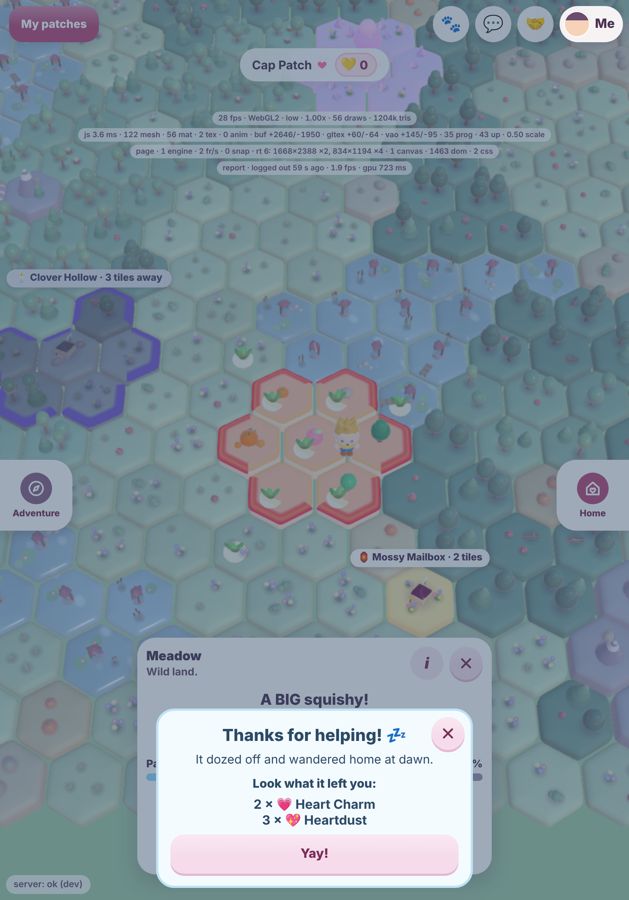 My patches
Me
Cap Patch
0
28 fps · WebGL2 · low · 1.00x · 56 draws · 1204k tris
js 3.6 ms · 122 mesh · 56 mat · 2 tex · 0 anim · buf +2646/-1950 · gltex +60/-64 · vao +145/-95 · 35 prog · 43 up · 0.50 scale
page · 1 engine · 2 fr/s · 0 snap · rt 6: 1668×2388 ×2, 834×1194 ×4 · 1 canvas · 1463 dom · 2 css
report · logged out 59 s ago · 1.9 fps · gpu 723 ms
Clover Hollow · 3 tiles away
Adventure
Home
Mossy Mailbox · 2 tiles
Meadow
i
Wild land.
A BIG squishy!
Thanks for helping! 💤
It dozed off and wandered home at dawn.
Look what it left you:
%
2 × 💗 Heart Charm
3 × 💖 Heartdust
Yay!
server: ok (dev)